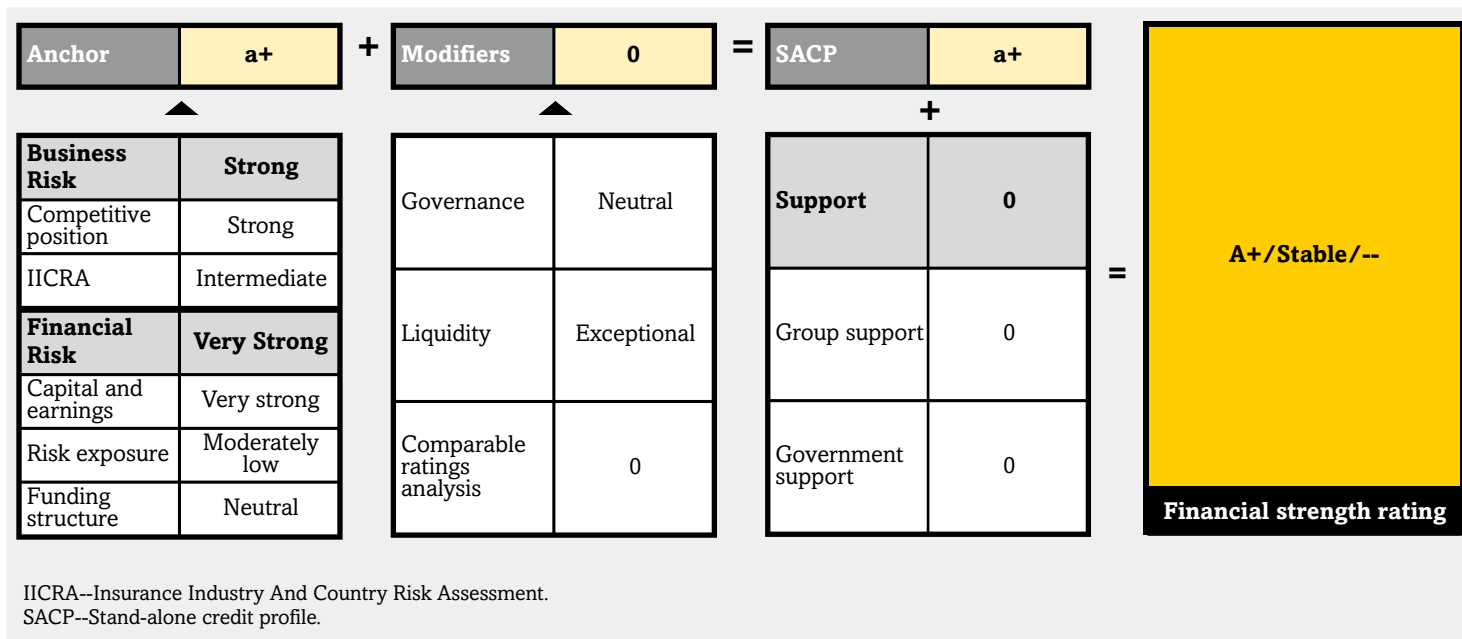 Anchor a+ + Modifiers 0 = SACP a+
+
Business
Risk
Strong
Competitive
position
Strong
IICRA Intermediate
Financial
Risk
Very Strong
Capital and
earnings
Very strong
Risk exposure
Moderately
low
Funding
structure
Neutral
Governance Neutral
Liquidity Exceptional
Comparable
ratings
analysis
0
Support 0
Group support 0
Government
support
0
=
A+/Stable/--
Financial strength rating
IICRA--Insurance Industry And Country Risk Assessment.
SACP--Stand-alone credit profile.